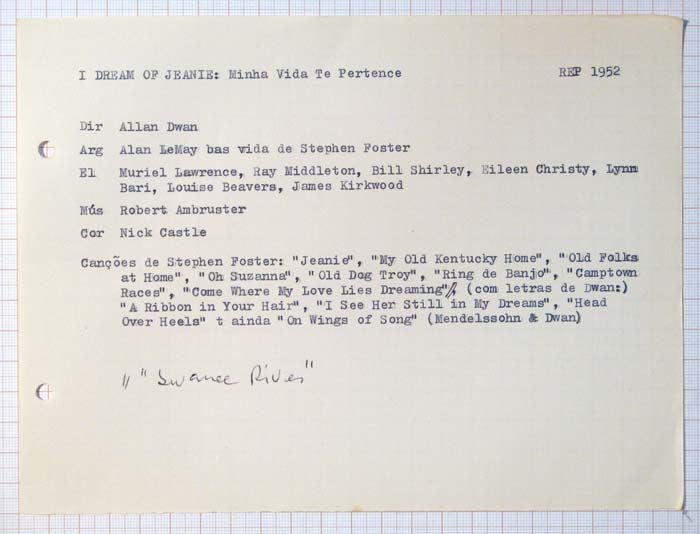 I DREAM OF JEANIE: Minha Vida Te Pertence REP 1952
Dir Allan Dwan
Arg Alan LeMay bas vida de Stephen Foster
El Muriel Lawrence, Ray Middleton, Bill Shirley, Eileen Christy, Lynn
Bari, Louise Beavers, James Kirkwood
Mús Robert Ambruster
Cor Nick Castle
Canções de Stephen Foster: "Jeanie", "My Old Kentucky Home", "Old Folks
at Home", "Oh Suzanna", "Old Dog Troy", "Ring de Banjo", "Camptown
Races", "Come Where My Love Lies Dreaming", (com letras de Dwan:)
"A Ribbon in Your Hair", "I See Her Still in My Dreams", "Head
Over Heels" t ainda "On Wings of Song" (Mendelssohn & Dwan)
// "Swanee River"